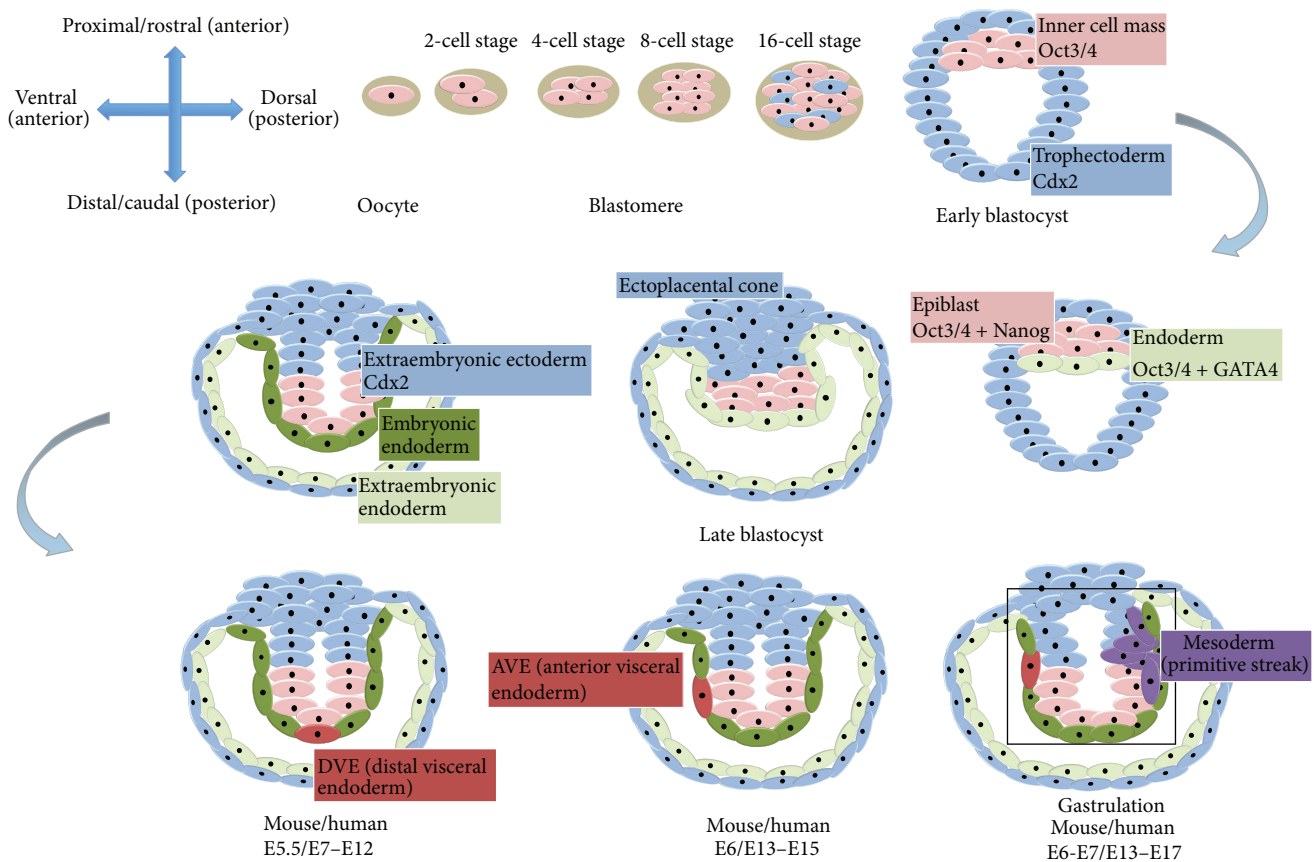 Proximal/rostral (anterior)
Ventral
(anterior)
Dorsal
(posterior)
Distal/caudal (posterior)
2-cell stage
4-cell stage
8-cell stage
16-cell stage
Oocyte
Blastomere
Inner cell mass
Oct3/4
Trophectoderm
Cdx2
Early blastocyst
Extraembryonic ectoderm
Cdx2
Embryonic
endoderm
Extraembryonic
endoderm
Ectoplacental cone
Late blastocyst
Epiblast
Oct3/4 + Nanog
Endoderm
Oct3/4 + GATA4
DVE (distal visceral
endoderm)
Mouse/human
E5.5/E7–E12
AVE (anterior visceral
endoderm)
Mouse/human
E6/E13–E15
Mesoderm
(primitive streak)
Gastrulation
Mouse/human
E6-E7/E13–E17